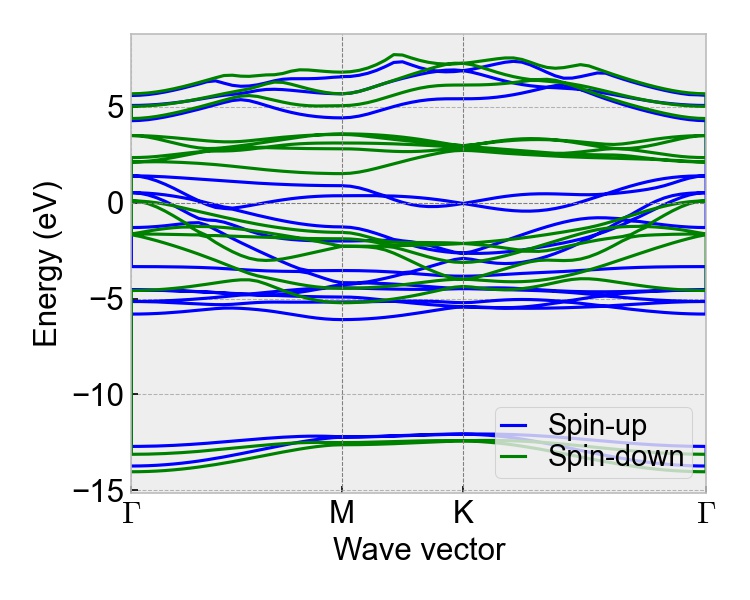 Energy (eV)
5
0
−5
−10
−15
Spin-up
Spin-down
Γ M K Γ
Wave vector